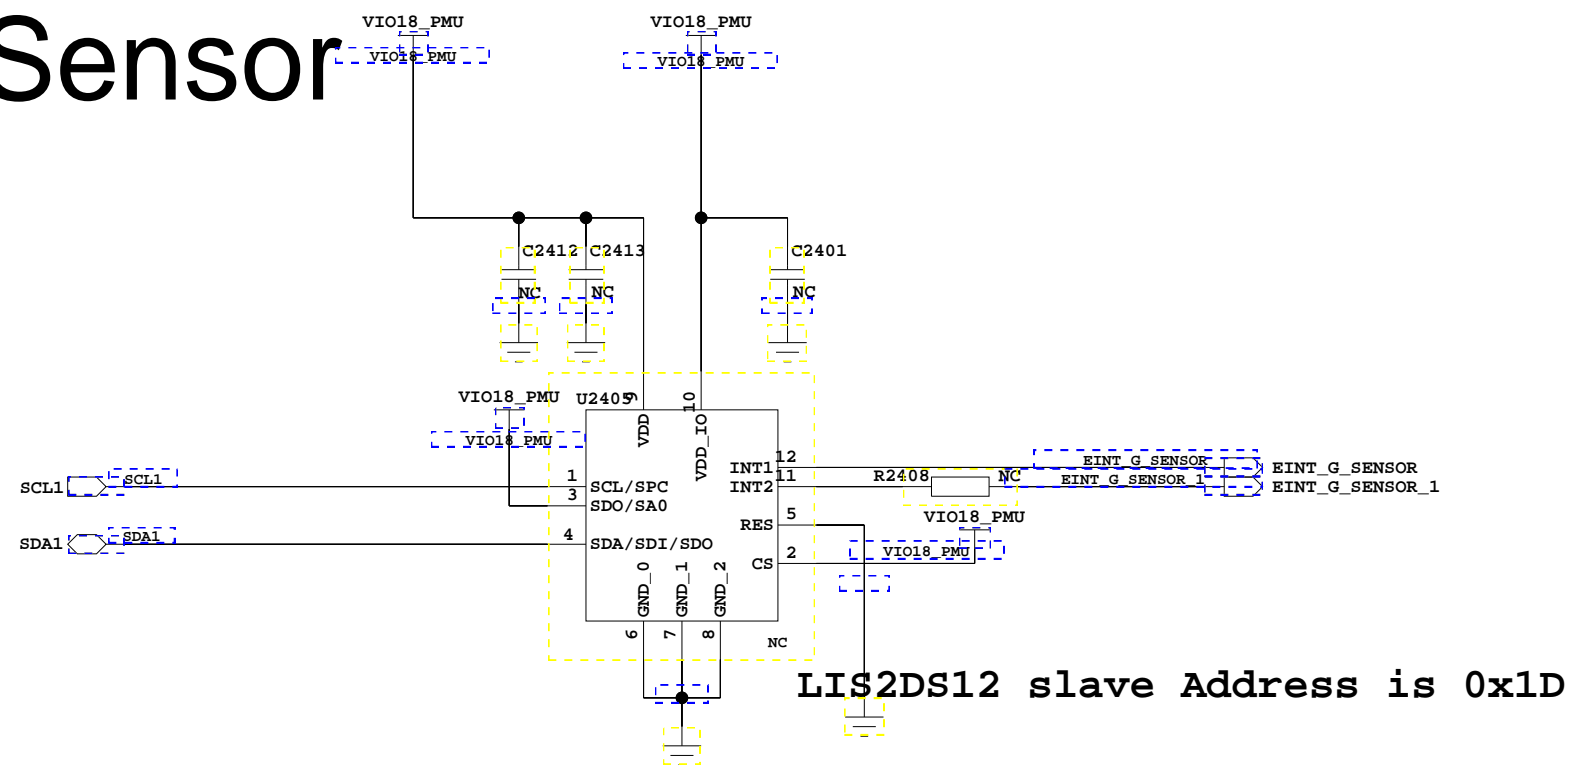 Sensor
VIO18_PMU
VIO18_PMU
VIO18_PMU
VIO18_PMU
C2412
C2413
C2401
NC
NC
NC
VIO18_PMU
VIO18_PMU
U2405
9
10
VDD
VDD_IO
SCL1
SCL1
1
SCL/SPC
3
SDO/SA0
SDA1
SDA1
4
SDA/SDI/SDO
INT1
12
EINT_G_SENSOR
EINT_G_SENSOR
INT2
11
R2408
NC
EINT_G_SENSOR_1
EINT_G_SENSOR_1
RES
5
VIO18_PMU
VIO18_PMU
CS
2
GND_0
GND_1
GND_2
6
7
8
NC
LIS2DS12 slave Address is 0x1D